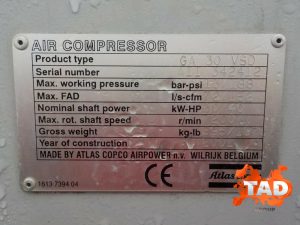 AIR COMPRESSOR
Product type GA 30 VSD
Serial number
Max. working pressure bar-psi
Max. FAD l/s-cfm
Nominal shaft power kW-HP
Max. rot. shaft speed r/min
Gross weight kg-lb
Year of construction
MADE BY ATLAS COPCO AIRPOWER n.v. WILRIJK BELGIUM
CE
Atlas
TAD
1613 7394 04